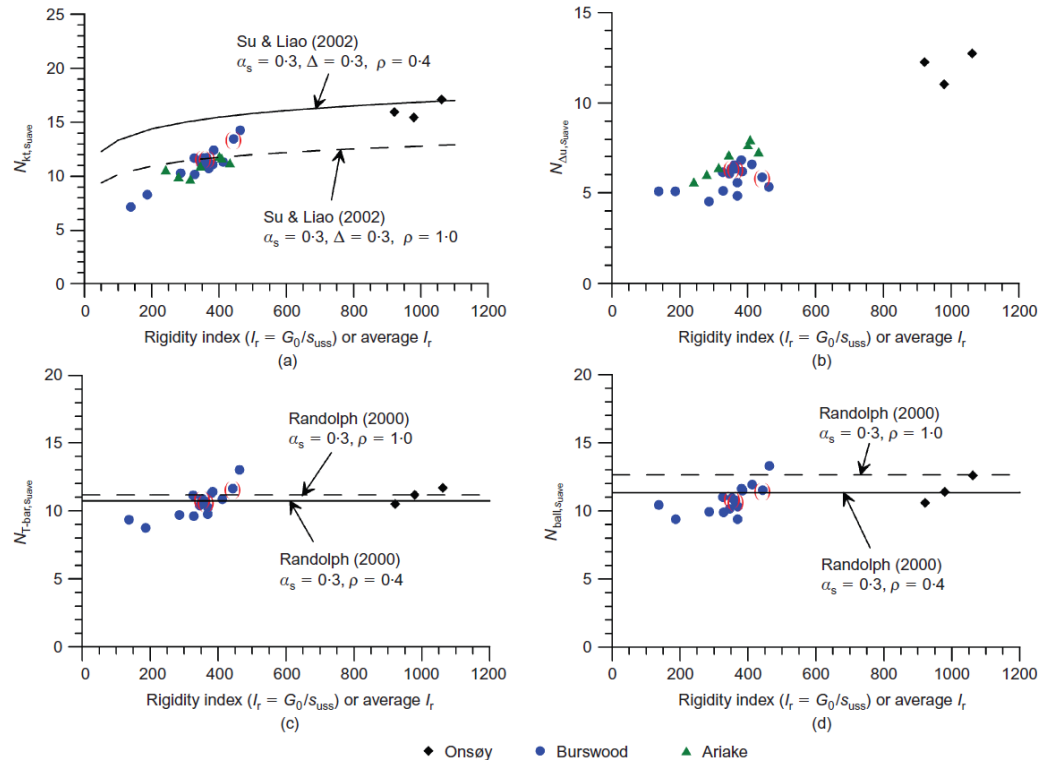 (a)
N_kt,s_uave
20
15
10
5
0
Su & Liao (2002)
α_s = 0·3, Δ = 0·3, ρ = 0·4
Su & Liao (2002)
α_s = 0·3, Δ = 0·3, ρ = 1·0
0 200 400 600 800 1000 1200
Rigidity index (I_r = G_0/s_uss) or average I_r
(a)
N_Δu,s_uave
15
10
5
0
0 200 400 600 800 1000 1200
Rigidity index (I_r = G_0/s_uss) or average I_r
(b)
N_T-bar,s_uave
20
15
10
5
0
Randolph (2000)
α_s = 0·3, ρ = 1·0
Randolph (2000)
α_s = 0·3, ρ = 0·4
0 200 400 600 800 1000 1200
Rigidity index (I_r = G_0/s_uss) or average I_r
(c)
N_ball,s_uave
20
15
10
5
0
Randolph (2000)
α_s = 0·3, ρ = 1·0
Randolph (2000)
α_s = 0·3, ρ = 0·4
0 200 400 600 800 1000 1200
Rigidity index (I_r = G_0/s_uss) or average I_r
(d)
Onsøy Burswood Ariake